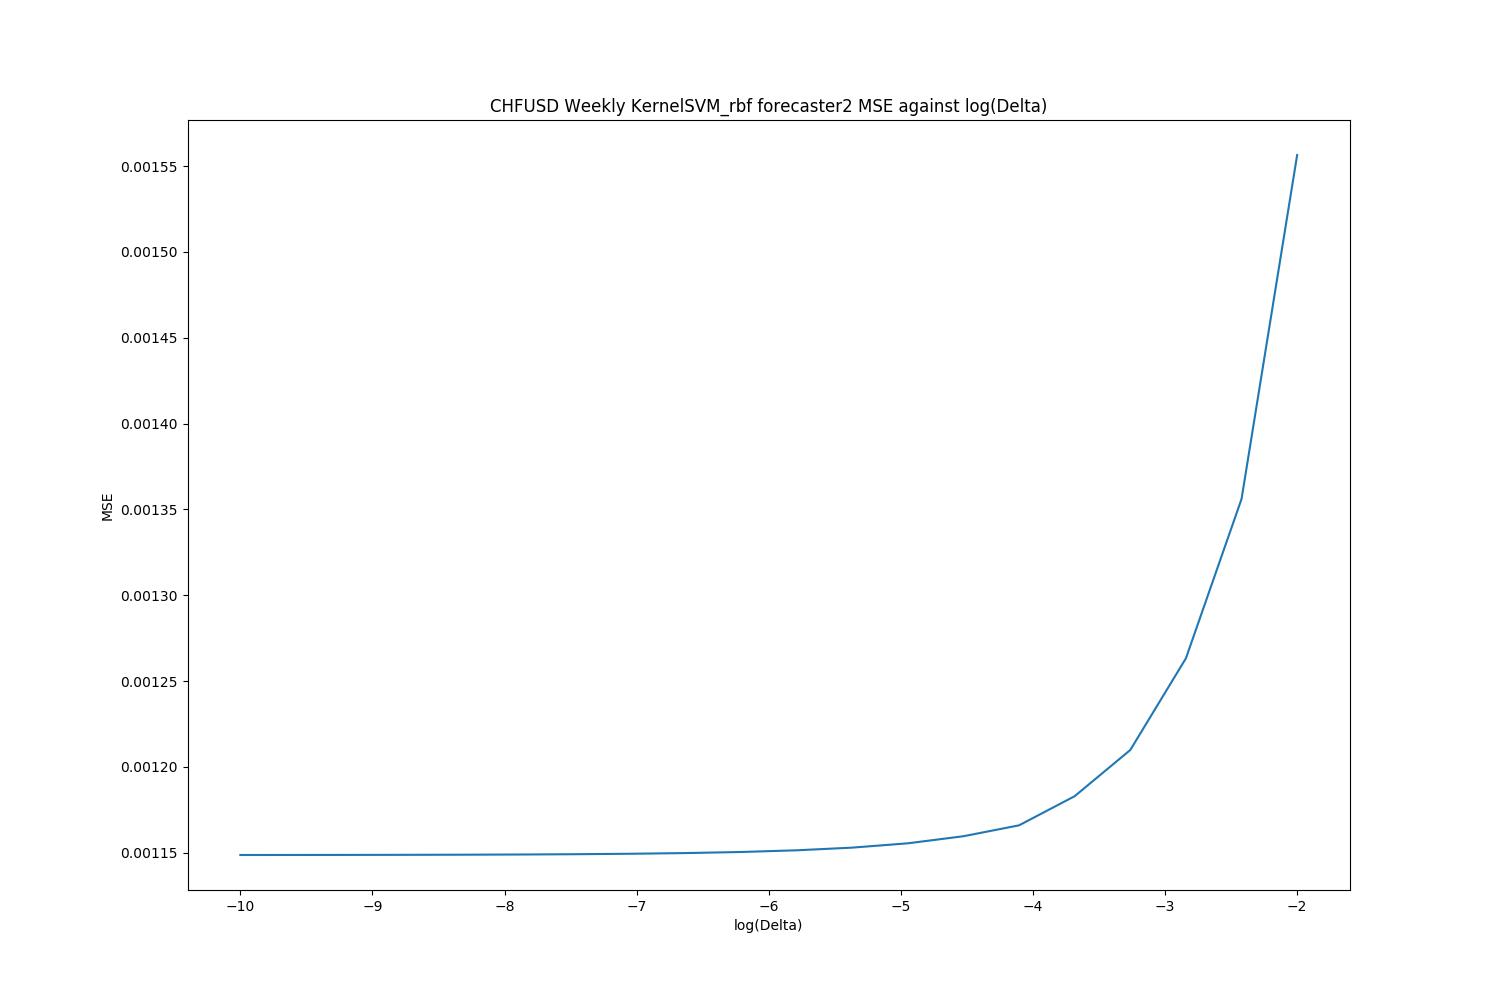 CHFUSD Weekly KernelSVM_rbf forecaster2 MSE against log(Delta)
0.00155
0.00150
0.00145
0.00140
0.00135
0.00130
0.00125
0.00120
0.00115
MSE
−10 −9 −8 −7 −6 −5 −4 −3 −2
log(Delta)